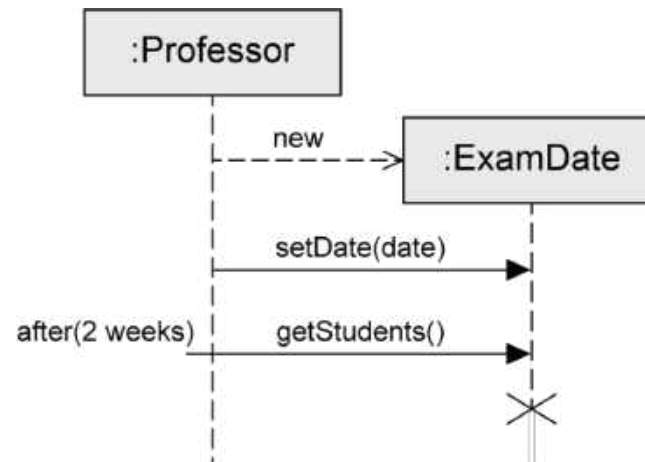 :Professor
new
:ExamDate
setDate(date)
after(2 weeks)
getStudents()